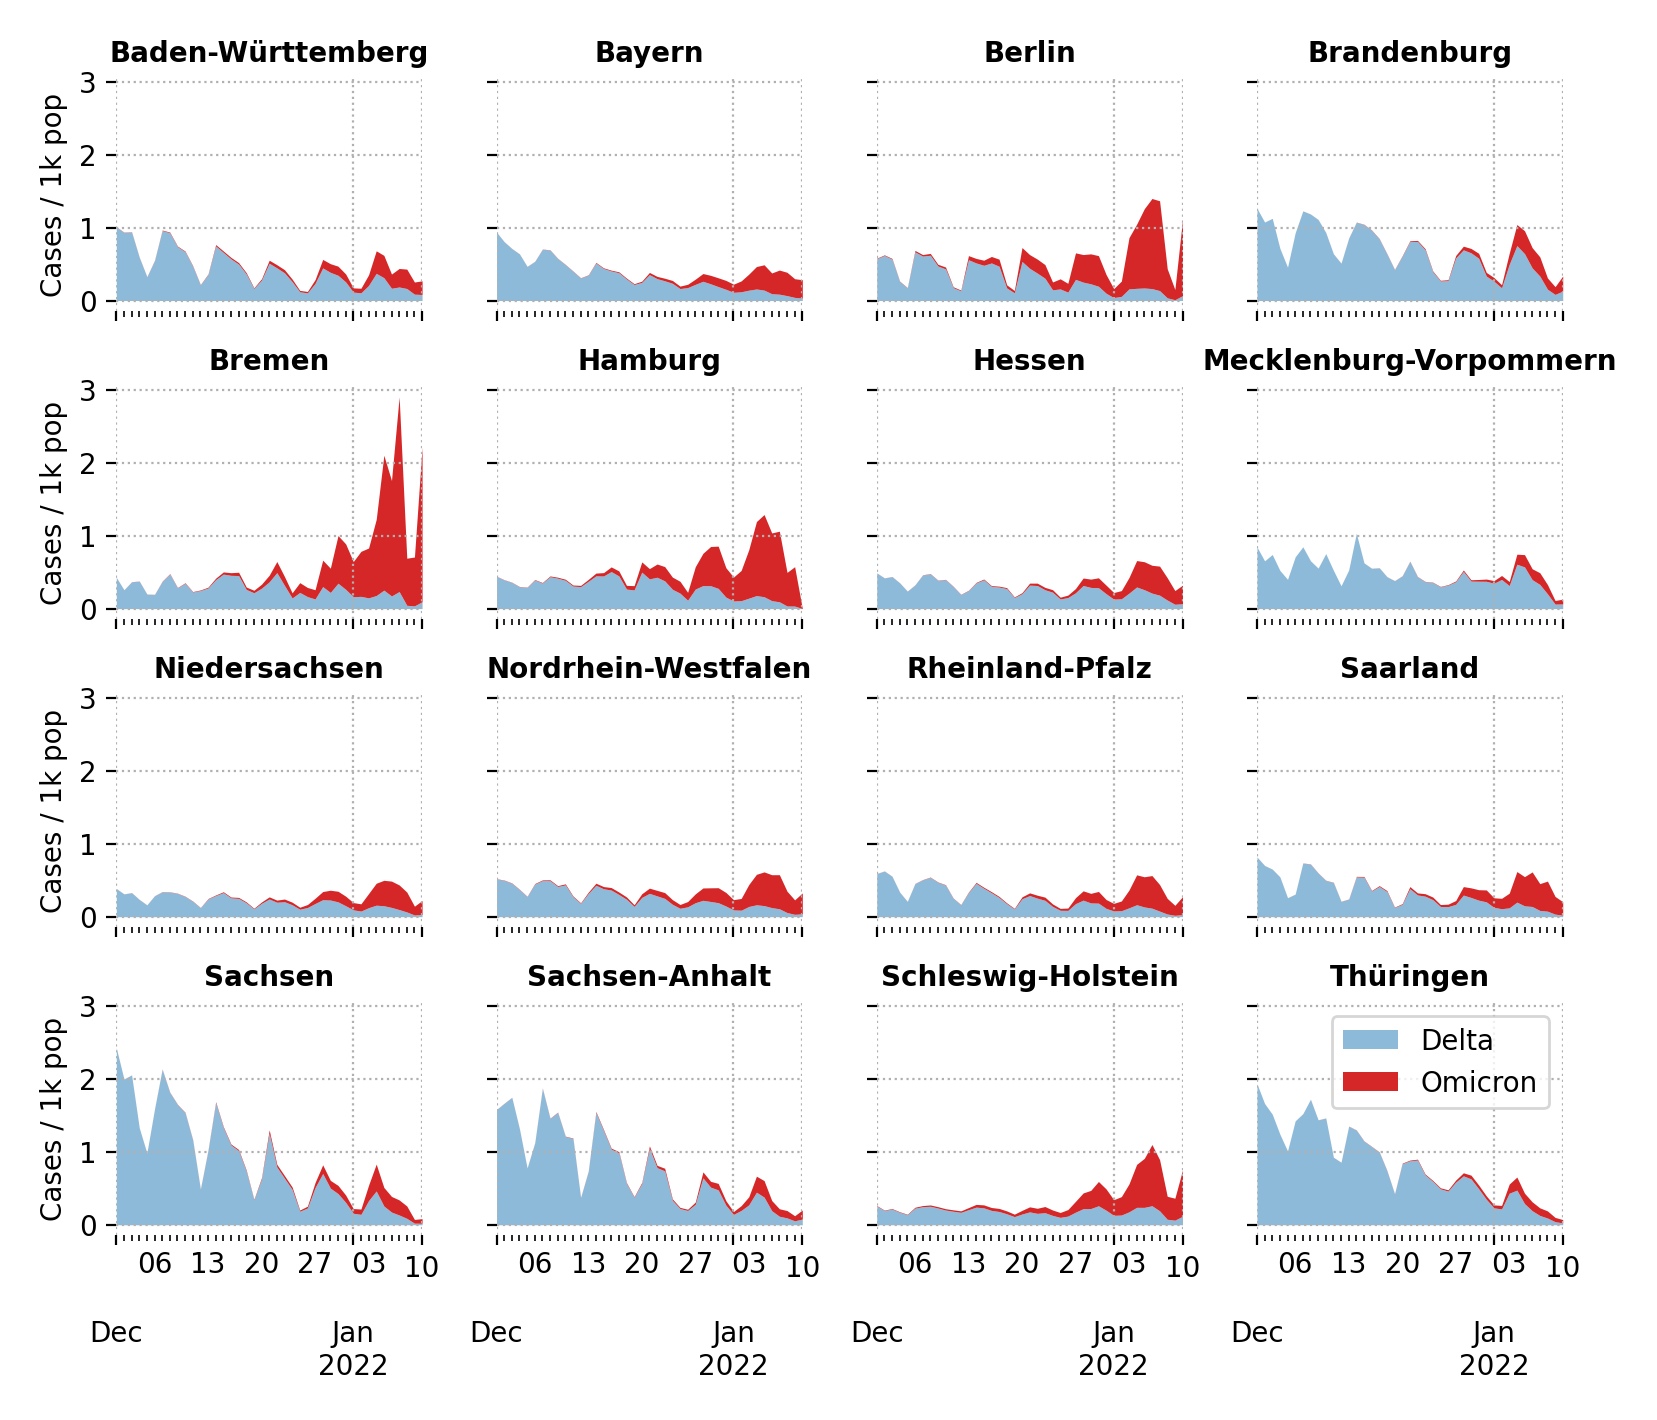 Baden-Württemberg
Bayern
Berlin
Brandenburg
Cases / 1k pop
3
2
1
0
Bremen
Hamburg
Hessen
Mecklenburg-Vorpommern
Cases / 1k pop
3
2
1
0
Niedersachsen
Nordrhein-Westfalen
Rheinland-Pfalz
Saarland
Cases / 1k pop
3
2
1
0
Sachsen
Sachsen-Anhalt
Schleswig-Holstein
Thüringen
Cases / 1k pop
3
2
1
0
Delta
Omicron
06 13 20 27 03 10
06 13 20 27 03 10
06 13 20 27 03 10
06 13 20 27 03 10
Dec Jan
2022
Dec Jan
2022
Dec Jan
2022
Dec Jan
2022